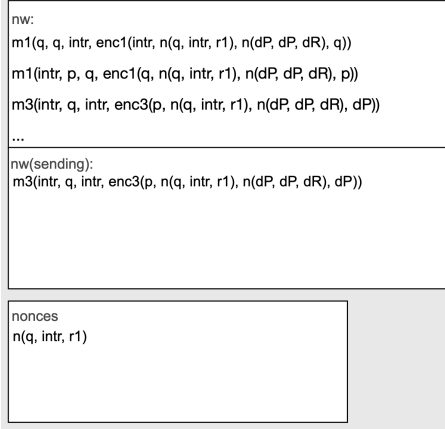 nw:
m1(q, q, intr, enc1(intr, n(q, intr, r1), n(dP, dP, dR), q))
m1(intr, p, q, enc1(q, n(q, intr, r1), n(dP, dP, dR), p))
m3(intr, q, intr, enc3(p, n(q, intr, r1), n(dP, dP, dR), dP))
...
nw(sending):
m3(intr, q, intr, enc3(p, n(q, intr, r1), n(dP, dP, dR), dP))
nonces
n(q, intr, r1)